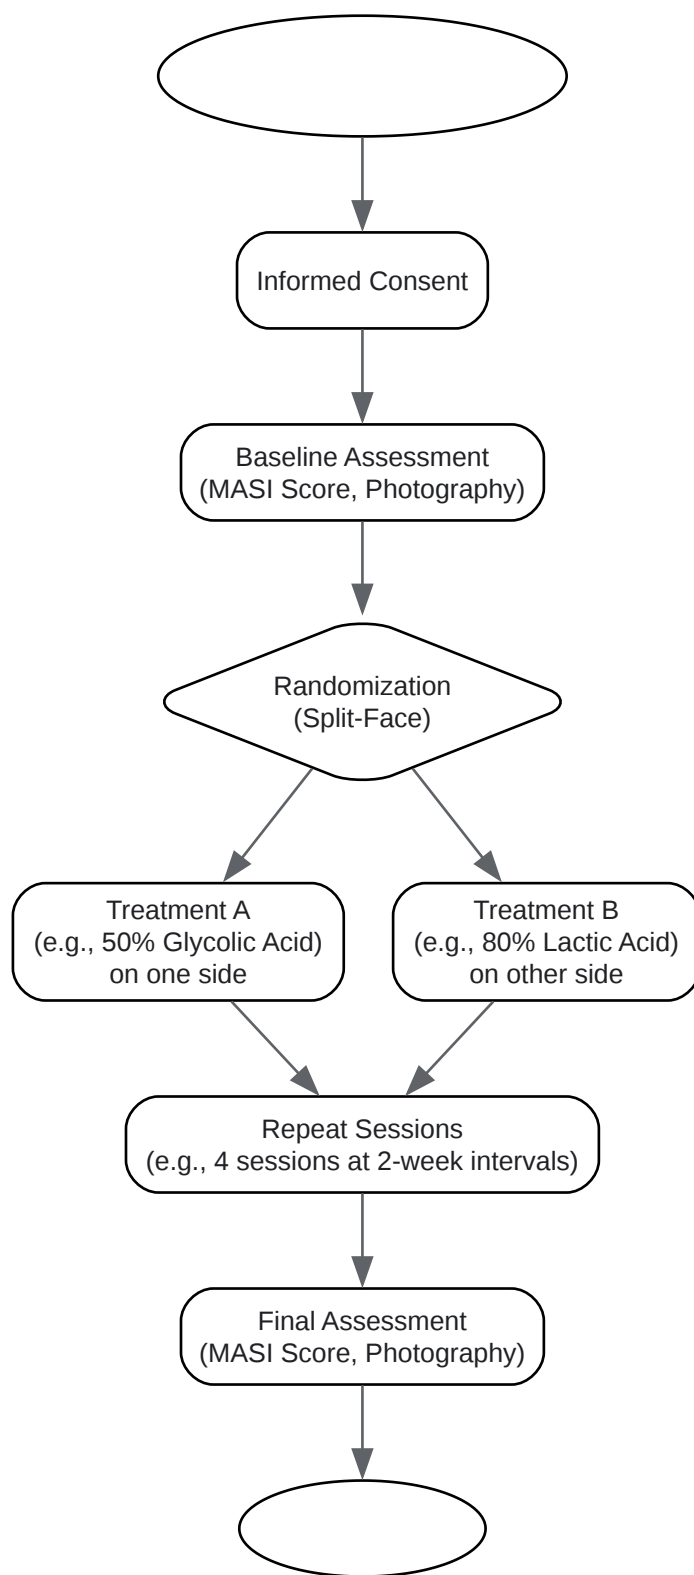 Informed Consent
Baseline Assessment
(MASI Score, Photography)
Randomization
(Split-Face)
Treatment A
(e.g., 50% Glycolic Acid)
on one side
Treatment B
(e.g., 80% Lactic Acid)
on other side
Repeat Sessions
(e.g., 4 sessions at 2-week intervals)
Final Assessment
(MASI Score, Photography)